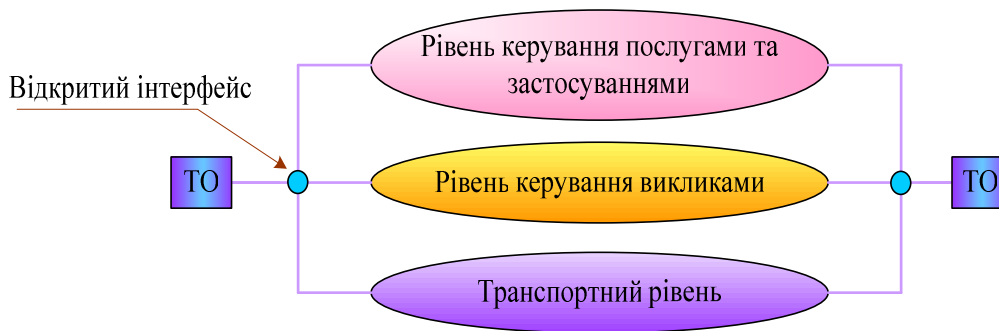 Рівень керування послугами та
застосуваннями
Відкритий інтерфейс
ТО
Рівень керування викликами
ТО
Транспортний рівень